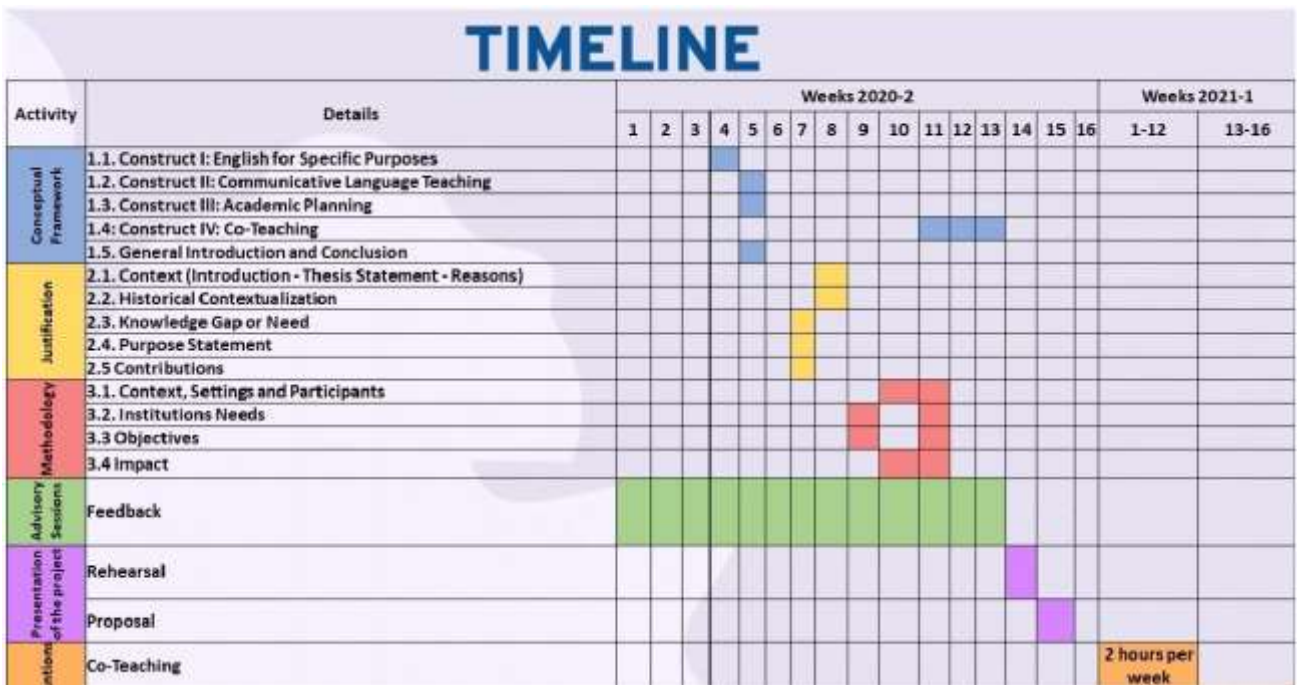 TIMELINE
Activity Details Weeks 2020-2 Weeks 2021-1
1 2 3 4 5 6 7 8 9 10 11 12 13 14 15 16 1-12 13-16
Conceptual
Framework
1.1. Construct I: English for Specific Purposes
1.2. Construct II: Communicative Language Teaching
1.3. Construct III: Academic Planning
1.4: Construct IV: Co-Teaching
1.5. General Introduction and Conclusion
Justification
2.1. Context (Introduction - Thesis Statement - Reasons)
2.2. Historical Contextualization
2.3. Knowledge Gap or Need
2.4. Purpose Statement
2.5 Contributions
Methodology
3.1. Context, Settings and Participants
3.2. Institutions Needs
3.3 Objectives
3.4 Impact
Advisory
Sessions
Feedback
Presentation
of the project
Rehearsal
Proposal
Co-Teaching
2 hours per
week